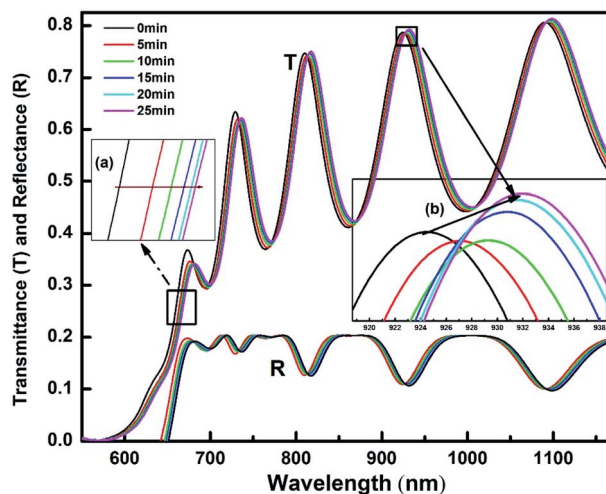 0.8
0.7
0.6
0.5
0.4
0.3
0.2
0.1
0.0
Transmittance (T) and Reflectance (R)
0min
5min
10min
15min
20min
25min
T
(a)
(b)
920 922 924 926 928 930 932 934 936 938
R
600 700 800 900 1000 1100
Wavelength (nm)